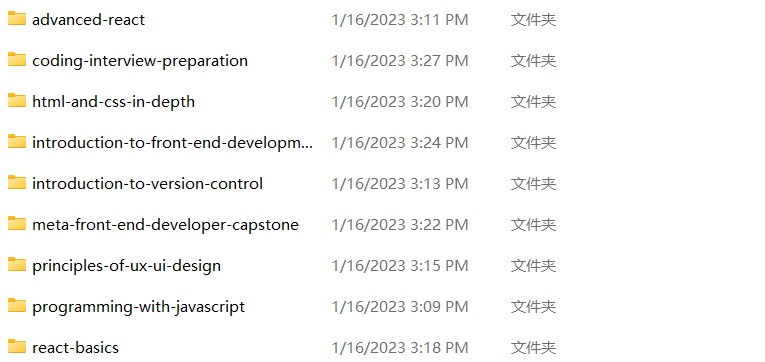 advanced-react 1/16/2023 3:11 PM 文件夹
coding-interview-preparation 1/16/2023 3:27 PM 文件夹
html-and-css-in-depth 1/16/2023 3:20 PM 文件夹
introduction-to-front-end-developm... 1/16/2023 3:24 PM 文件夹
introduction-to-version-control 1/16/2023 3:13 PM 文件夹
meta-front-end-developer-capstone 1/16/2023 3:22 PM 文件夹
principles-of-ux-ui-design 1/16/2023 3:15 PM 文件夹
programming-with-javascript 1/16/2023 3:09 PM 文件夹
react-basics 1/16/2023 3:18 PM 文件夹